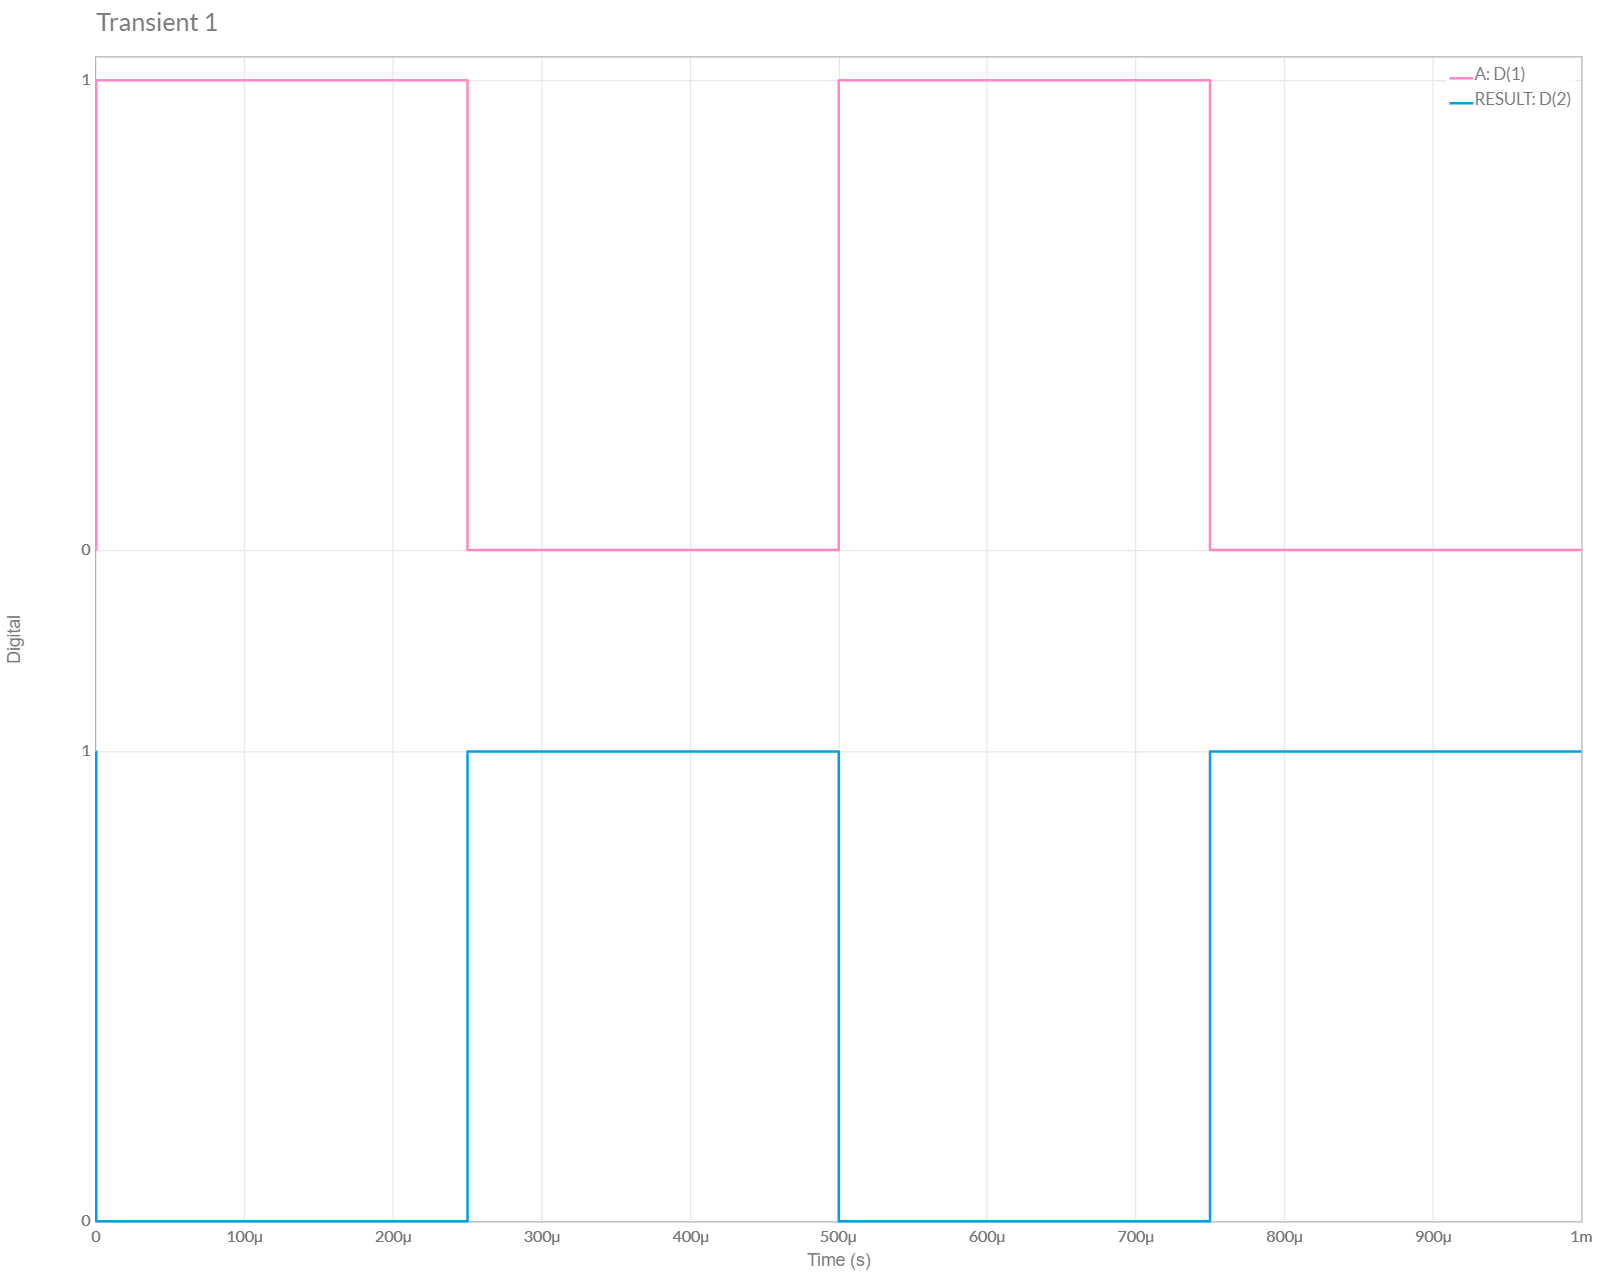 Transient 1
A: D(1)
RESULT: D(2)
1
0
Digital
1
0
0 100µ 200µ 300µ 400µ 500µ 600µ 700µ 800µ 900µ 1m
Time (s)